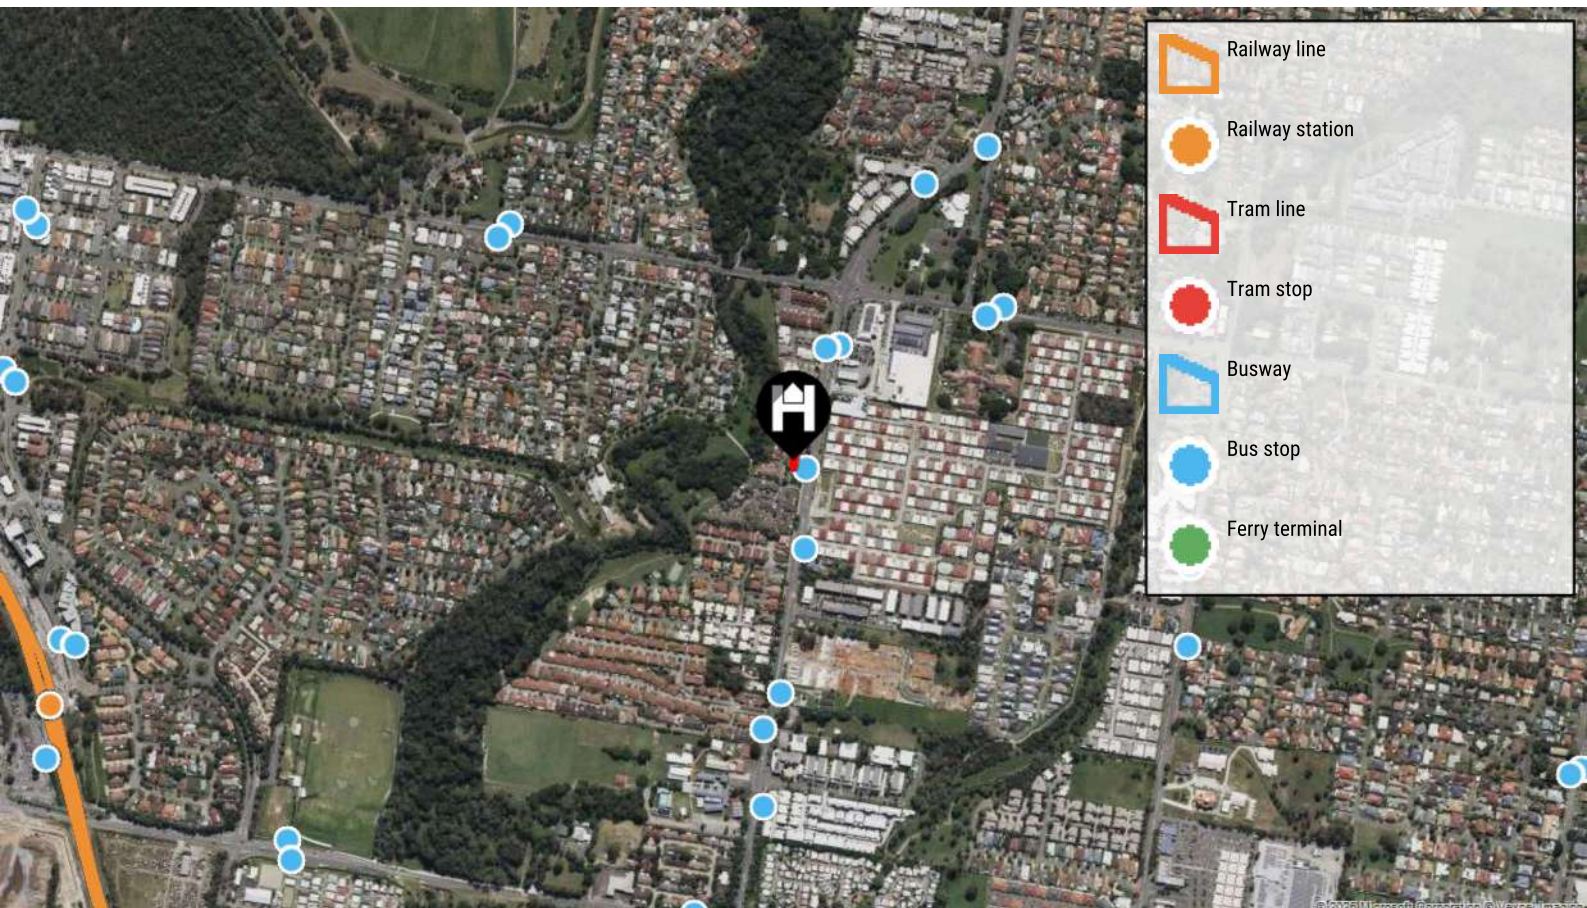 Railway line
Railway station
Tram line
Tram stop
Busway
Bus stop
Ferry terminal